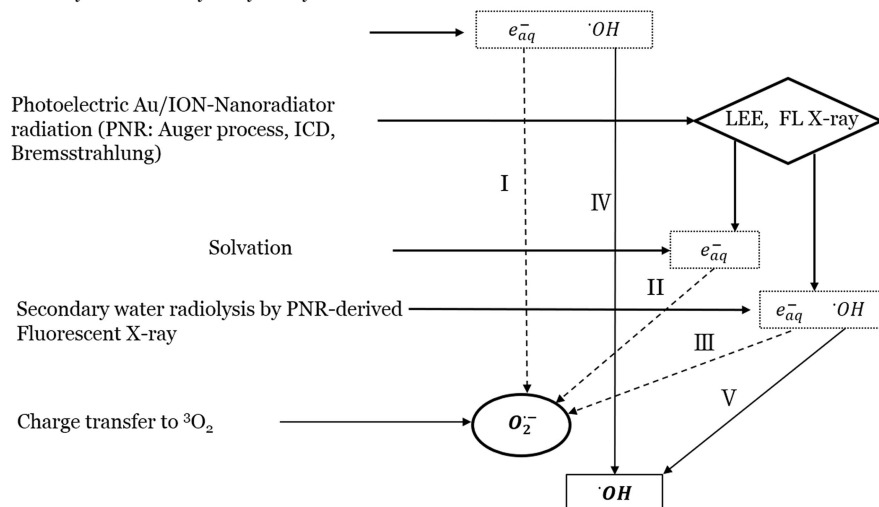 e⁻aq ˙OH
Photoelectric Au/ION-Nanoradiator
radiation (PNR: Auger process, ICD,
Bremsstrahlung)
LEE, FL X-ray
I
IV
Solvation
e⁻aq
II
Secondary water radiolysis by PNR-derived
Fluorescent X-ray
e⁻aq ˙OH
III
V
Charge transfer to ³O₂
O₂˙⁻
˙OH